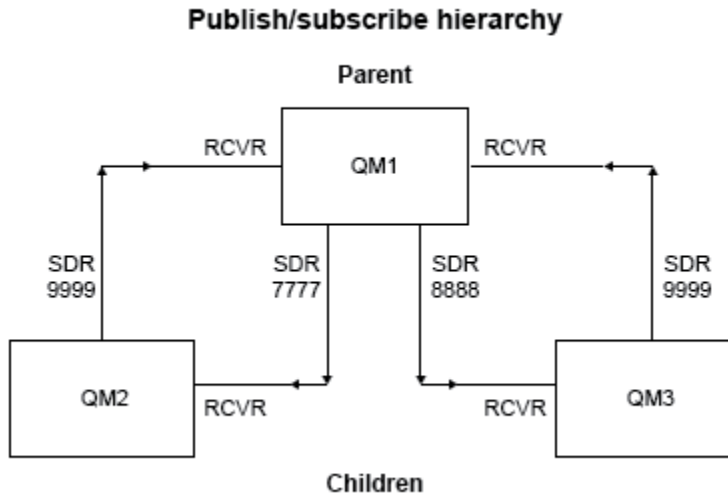 Publish/subscribe hierarchy
Parent
RCVR
QM1
RCVR
SDR
9999
SDR
7777
SDR
8888
SDR
9999
QM2
RCVR
RCVR
QM3
Children